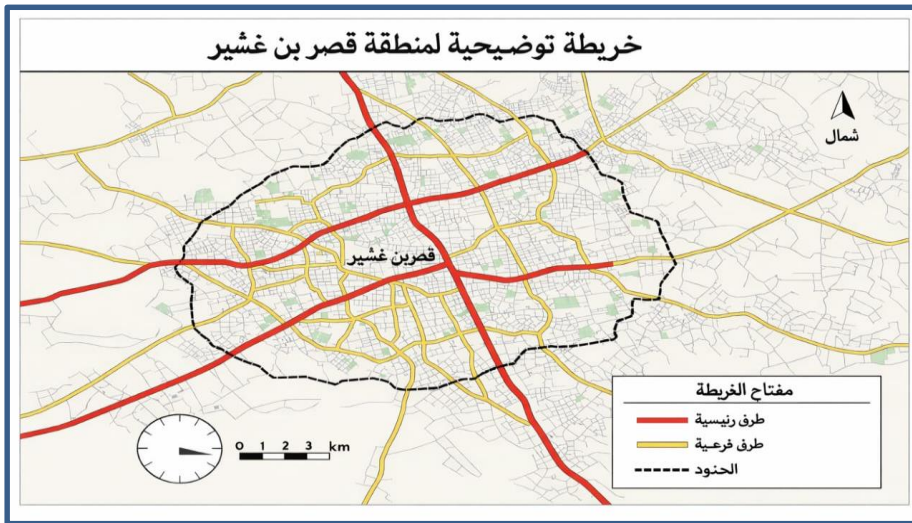 خريطة توضيحية لمنطقة قصر بن غشير
شمال
قصربن غشير
مفتاح الخريطة
طرق رئيسية
طرق فرعية
الحنود
0 1 2 3 km